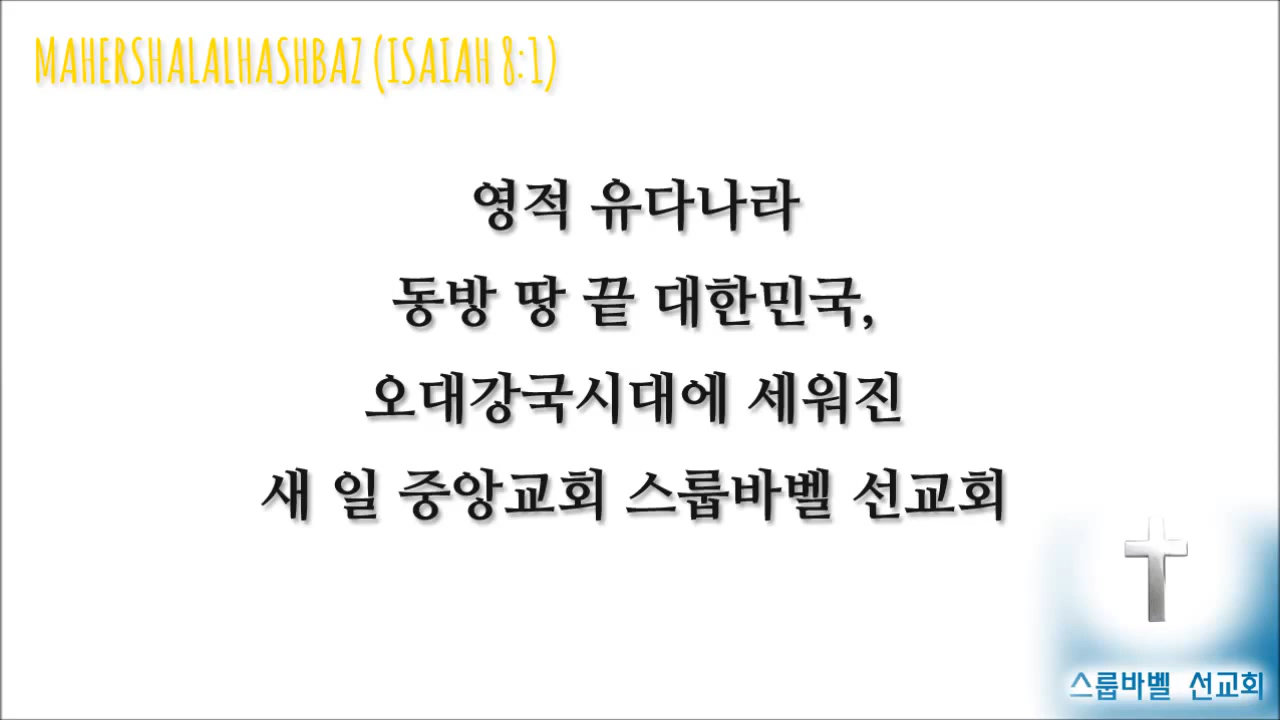 MAHERSHALALHASHBAZ (ISAIAH 8:1)
영적 유다나라
동방 땅 끝 대한민국,
오대강국시대에 세워진
새 일 중앙교회 스룹바벨 선교회
스룹바벨 선교회